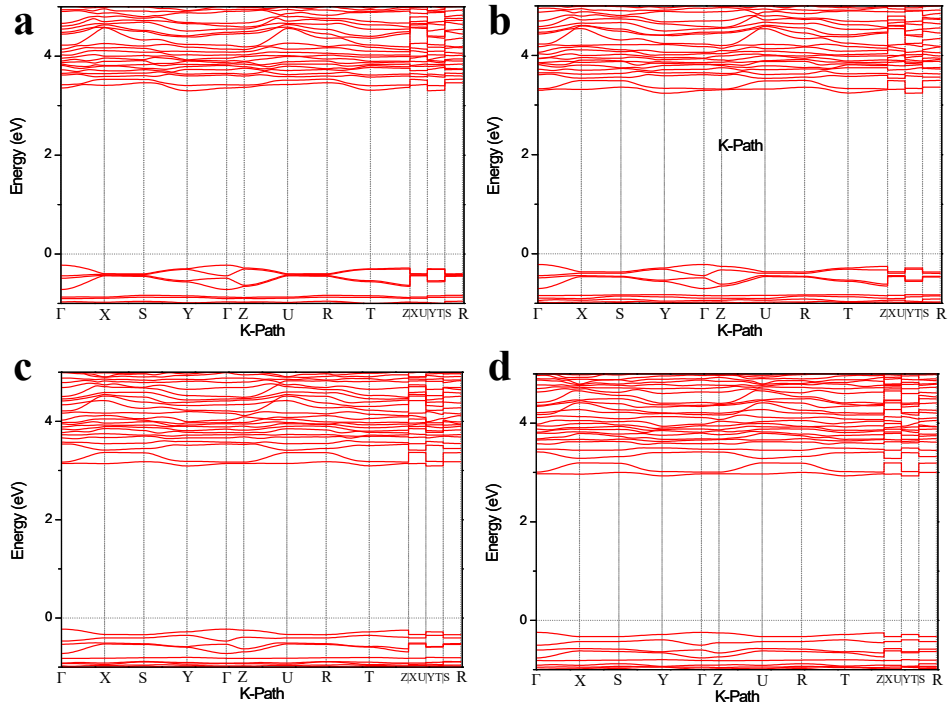 a
Energy (eV)
4
2
0
Γ X S Y Γ Z U R T Z|X U|Y T|S R
K-Path
b
Energy (eV)
4
2
0
K-Path
Γ X S Y Γ Z U R T Z|X U|Y T|S R
K-Path
c
Energy (eV)
4
2
0
Γ X S Y Γ Z U R T Z|X U|Y T|S R
K-Path
d
Energy (eV)
4
2
0
Γ X S Y Γ Z U R T Z|X U|Y T|S R
K-Path